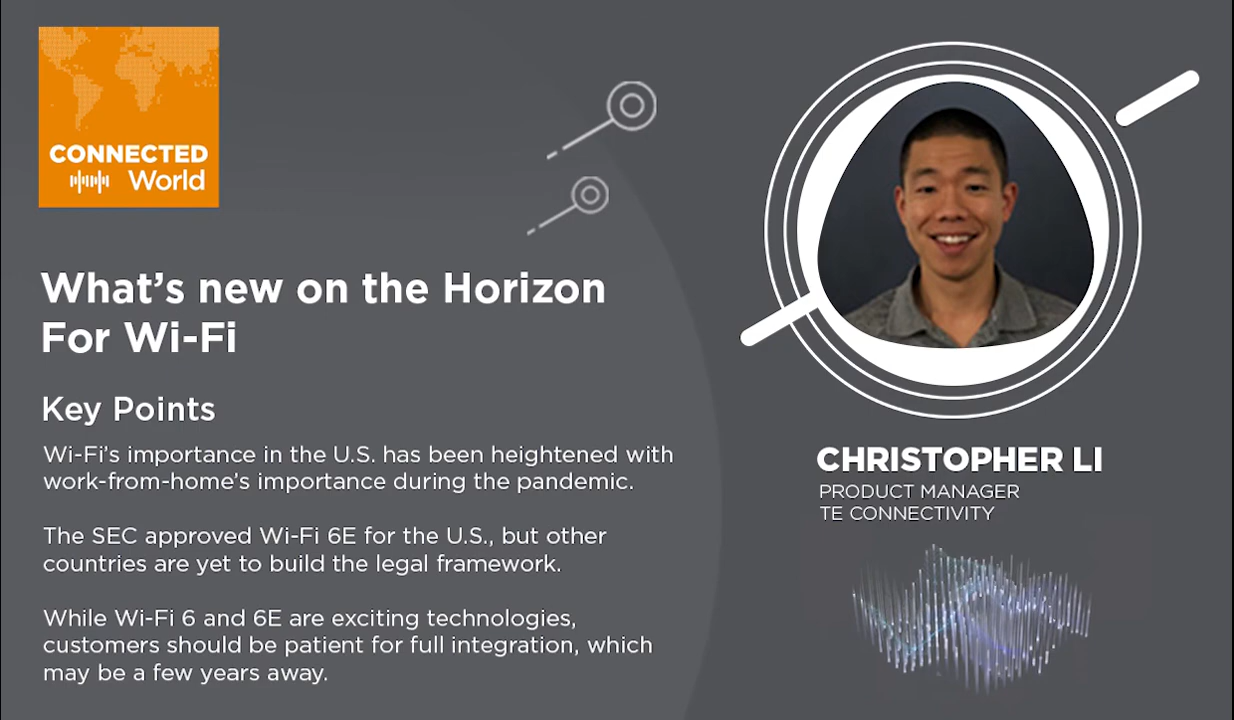 CONNECTED
World
What's new on the Horizon
For Wi-Fi
Key Points
Wi-Fi's importance in the U.S. has been heightened with
work-from-home's importance during the pandemic.
The SEC approved Wi-Fi 6E for the U.S., but other
countries are yet to build the legal framework.
While Wi-Fi 6 and 6E are exciting technologies,
customers should be patient for full integration, which
may be a few years away.
CHRISTOPHER LI
PRODUCT MANAGER
TE CONNECTIVITY